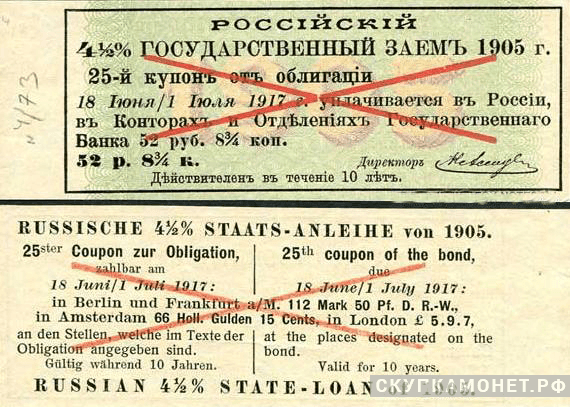 РОССІЙСКІЙ
4½% ГОСУДАРСТВЕННЫЙ ЗАЕМЪ 1905 г.
25-й купонъ отъ облигаціи
18 Іюня/1 Іюля 1917 г. уплачивается въ Россіи,
въ Конторахъ и Отдѣленіяхъ Государственнаго
Банка 52 руб. 8¾ коп.
52 р. 8¾ к. Директоръ
Дѣйствителенъ въ теченіе 10 лѣтъ.
N 4/73
RUSSISCHE 4½% STAATS-ANLEIHE von 1905.
25ster Coupon zur Obligation,
zahlbar am
18 Juni/1 Juli 1917:
25th coupon of the bond,
due
18 June/1 July 1917:
in Berlin und Frankfurt a/M. 112 Mark 50 Pf. D. R.-W.,
in Amsterdam 66 Holl. Gulden 15 Cents, in London £ 5.9.7,
an den Stellen, welche im Texte der
Obligation angegeben sind.
Gültig während 10 Jahren.
at the places designated on the
bond.
Valid for 10 years.
RUSSIAN 4½% STATE-LOAN
СКУПКАМОНЕТ.РФ